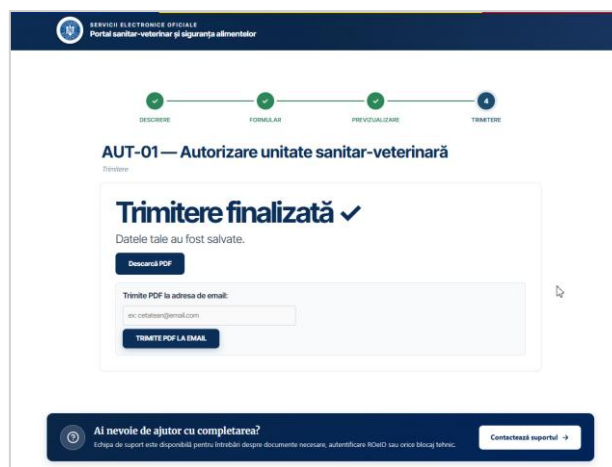 SERVICII ELECTRONICE OFICIALE
Portal sanitar-veterinar și siguranța alimentelor
DESCRIERE FORMULAR PREVIZUALIZARE 4 TRIMITERE
AUT-01 — Autorizare unitate sanitar-veterinară
Trimitere
Trimitere finalizată ✓
Datele tale au fost salvate.
Descarcă PDF
Trimite PDF la adresa de email:
ex: cetatean@email.com
TRIMITE PDF LA EMAIL
Ai nevoie de ajutor cu completarea?
Echipa de suport este disponibilă pentru întrebări despre documente necesare, autentificare ROeID sau orice blocaj tehnic.
Contactează suportul →